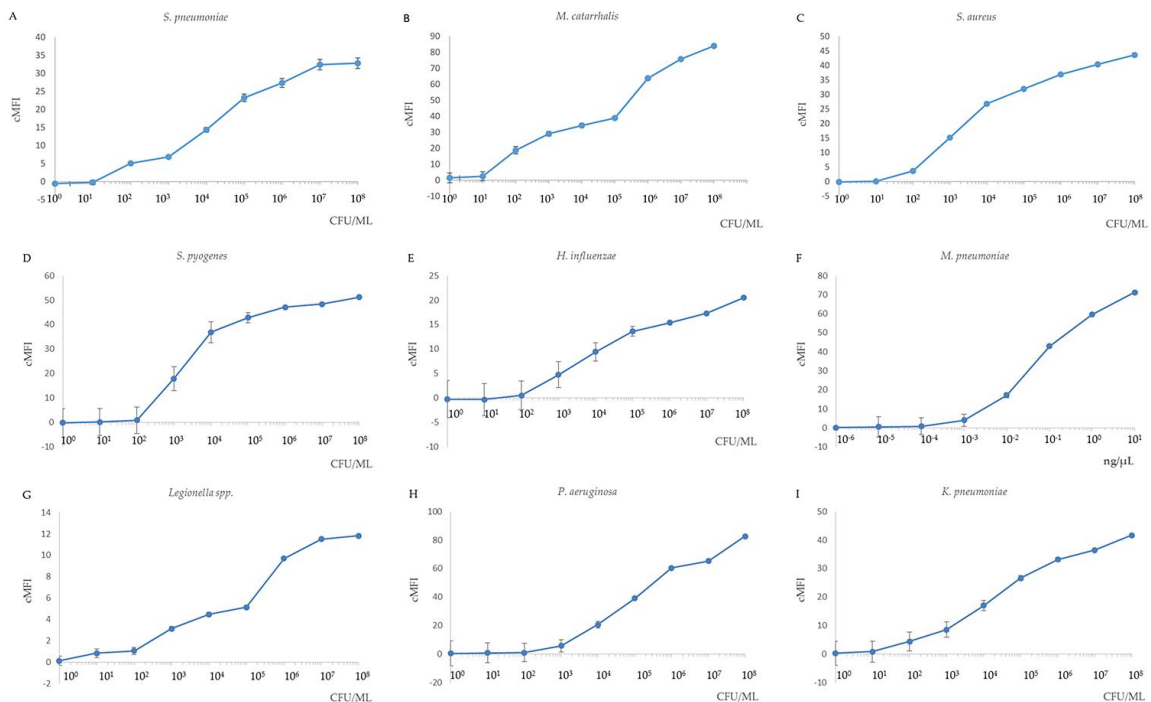 A
S. pneumoniae
cMFI
40
35
30
25
20
15
10
5
0
-5
10⁰ 10¹ 10² 10³ 10⁴ 10⁵ 10⁶ 10⁷ 10⁸
CFU/ML
B
M. catarrhalis
cMFI
90
80
70
60
50
40
30
20
10
0
-10
10⁰ 10¹ 10² 10³ 10⁴ 10⁵ 10⁶ 10⁷ 10⁸
CFU/ML
C
S. aureus
cMFI
50
45
40
35
30
25
20
15
10
5
0
-5
10⁰ 10¹ 10² 10³ 10⁴ 10⁵ 10⁶ 10⁷ 10⁸
CFU/ML
D
S. pyogenes
cMFI
60
50
40
30
20
10
0
-10
10⁰ 10¹ 10² 10³ 10⁴ 10⁵ 10⁶ 10⁷ 10⁸
CFU/ML
E
H. influenzae
cMFI
25
20
15
10
5
0
-5
-10
10⁰ 10¹ 10² 10³ 10⁴ 10⁵ 10⁶ 10⁷ 10⁸
CFU/ML
F
M. pneumoniae
cMFI
80
70
60
50
40
30
20
10
0
-10
10⁻⁶ 10⁻⁵ 10⁻⁴ 10⁻³ 10⁻² 10⁻¹ 10⁰ 10¹
ng/μL
G
Legionella spp.
cMFI
14
12
10
8
6
4
2
0
-2
10⁰ 10¹ 10² 10³ 10⁴ 10⁵ 10⁶ 10⁷ 10⁸
CFU/ML
H
P. aeruginosa
cMFI
100
80
60
40
20
0
-20
10⁰ 10¹ 10² 10³ 10⁴ 10⁵ 10⁶ 10⁷ 10⁸
CFU/ML
I
K. pneumoniae
cMFI
50
40
30
20
10
0
-10
10⁰ 10¹ 10² 10³ 10⁴ 10⁵ 10⁶ 10⁷ 10⁸
CFU/ML